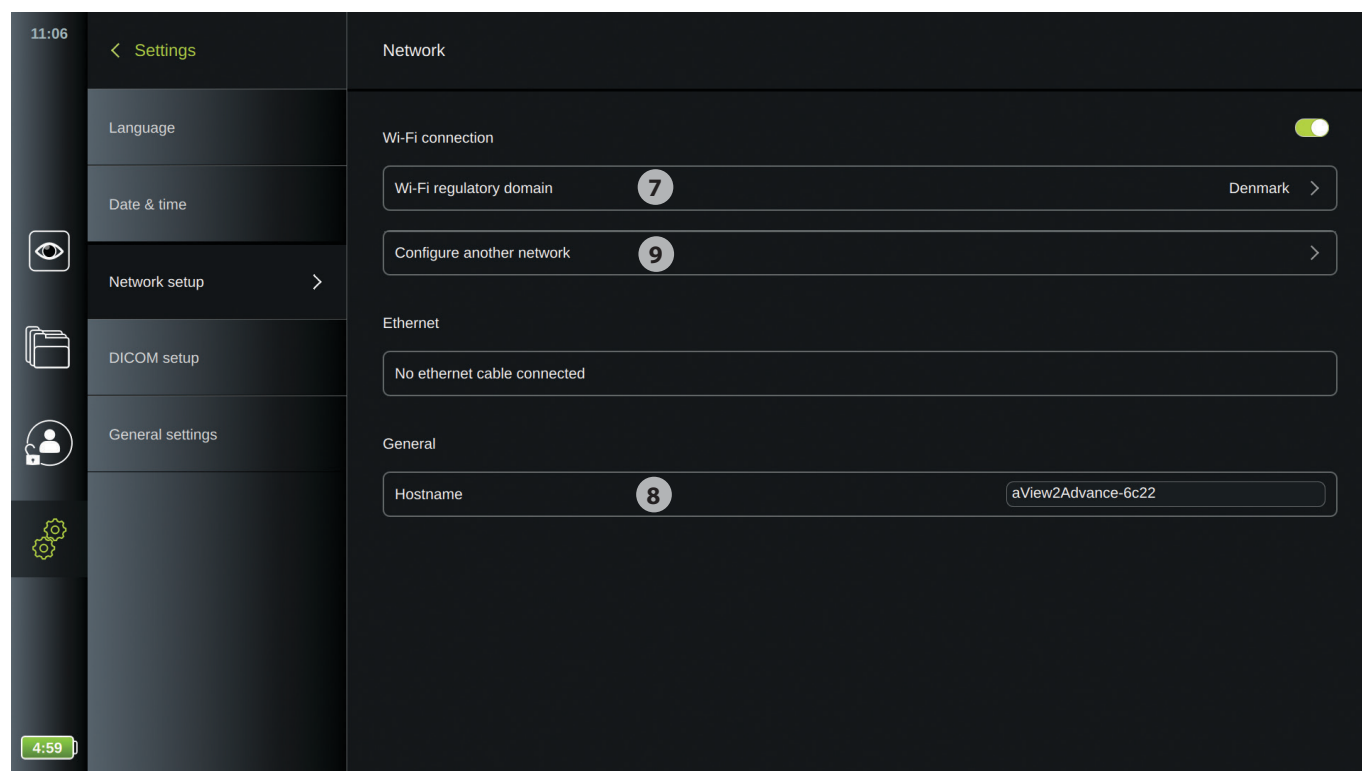 11:06
Settings
Language
Date & time
Network setup
DICOM setup
General settings
4:59
Network
Wi-Fi connection
Wi-Fi regulatory domain 7 Denmark
Configure another network 9
Ethernet
No ethernet cable connected
General
Hostname 8 aView2Advance-6c22